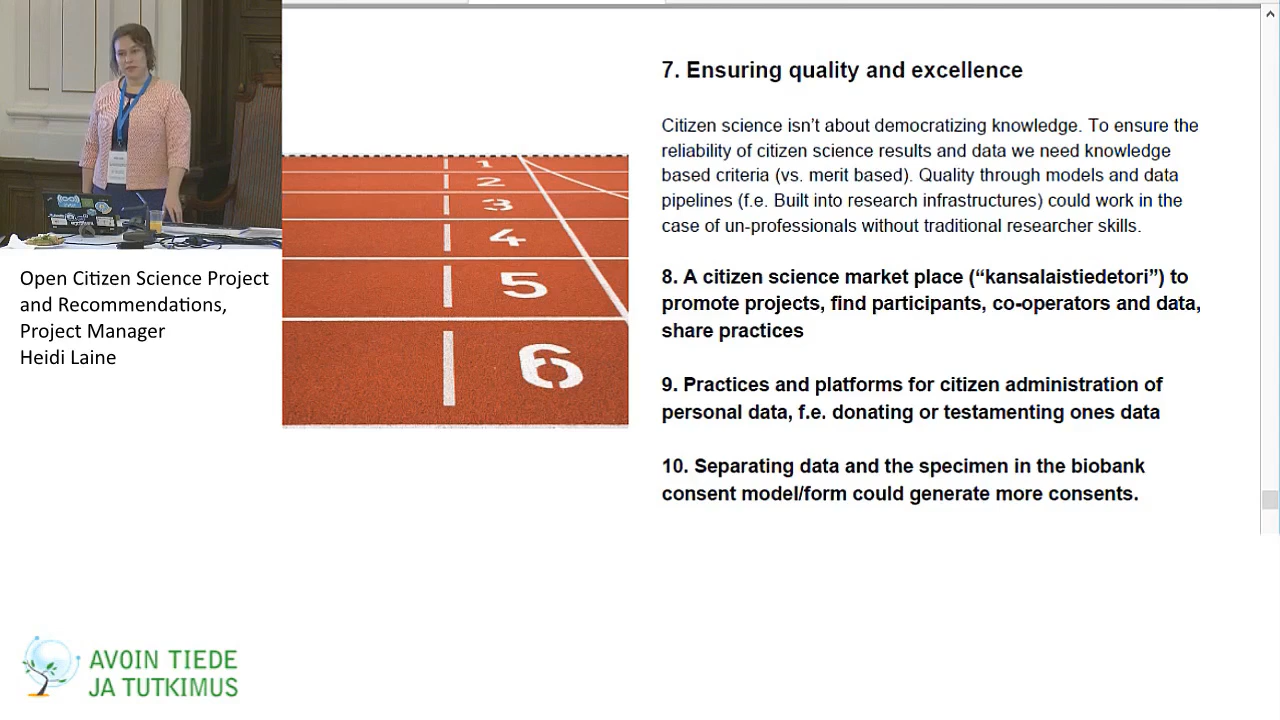 7. Ensuring quality and excellence
Citizen science isn’t about democratizing knowledge. To ensure the
reliability of citizen science results and data we need knowledge
based criteria (vs. merit based). Quality through models and data
pipelines (f.e. Built into research infrastructures) could work in the
case of un-professionals without traditional researcher skills.
8. A citizen science market place (“kansalaistiedetori”) to
promote projects, find participants, co-operators and data,
share practices
9. Practices and platforms for citizen administration of
personal data, f.e. donating or testamenting ones data
10. Separating data and the specimen in the biobank
consent model/form could generate more consents.
1
2
3
4
5
6
Open Citizen Science Project
and Recommendations,
Project Manager
Heidi Laine
AVOIN TIEDE
JA TUTKIMUS